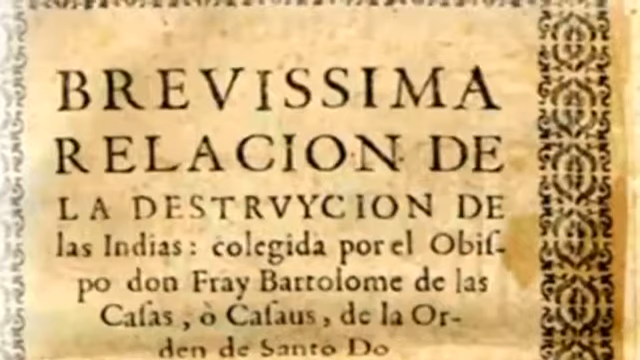 BREVISSIMA
RELACION DE
LA DESTRVYCION DE
las Indias: colegida por el Obiſ-
po don Fray Bartolome de las
Caſas, ò Caſaus, de la Or-
den de Santo Do